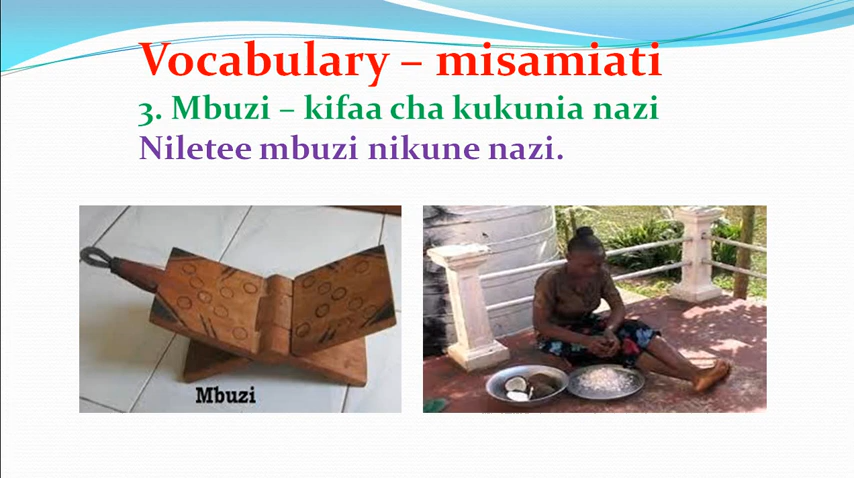 Vocabulary – misamiati
3. Mbuzi – kifaa cha kukunia nazi
Niletee mbuzi nikune nazi.
Mbuzi